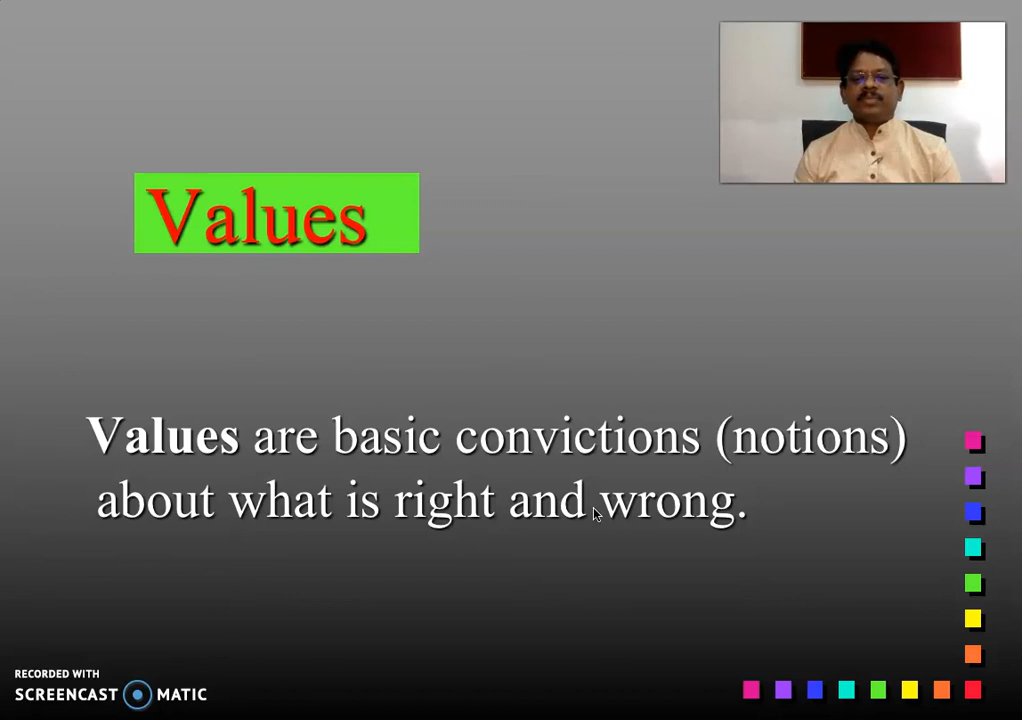 Values
Values are basic convictions (notions)
about what is right and wrong.
RECORDED WITH
SCREENCAST MATIC